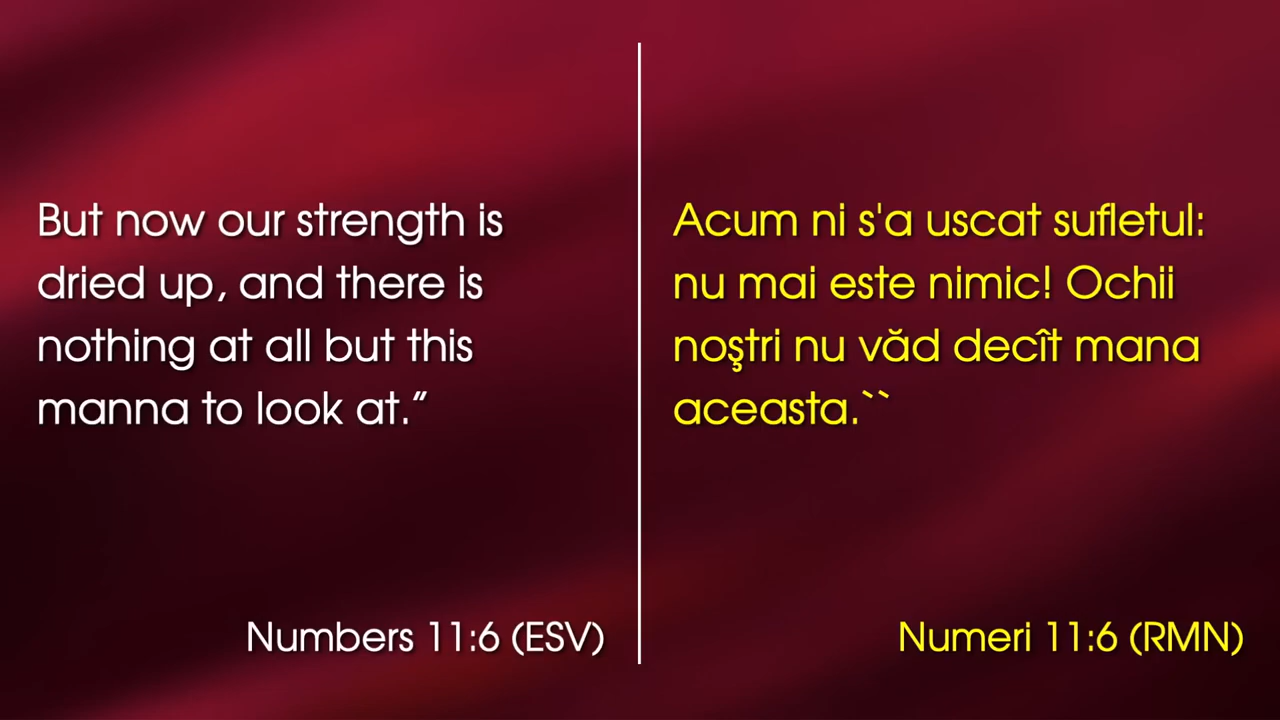 But now our strength is
dried up, and there is
nothing at all but this
manna to look at.”
Numbers 11:6 (ESV)
Acum ni s'a uscat sufletul:
nu mai este nimic! Ochii
noştri nu văd decît mana
aceasta.``
Numeri 11:6 (RMN)